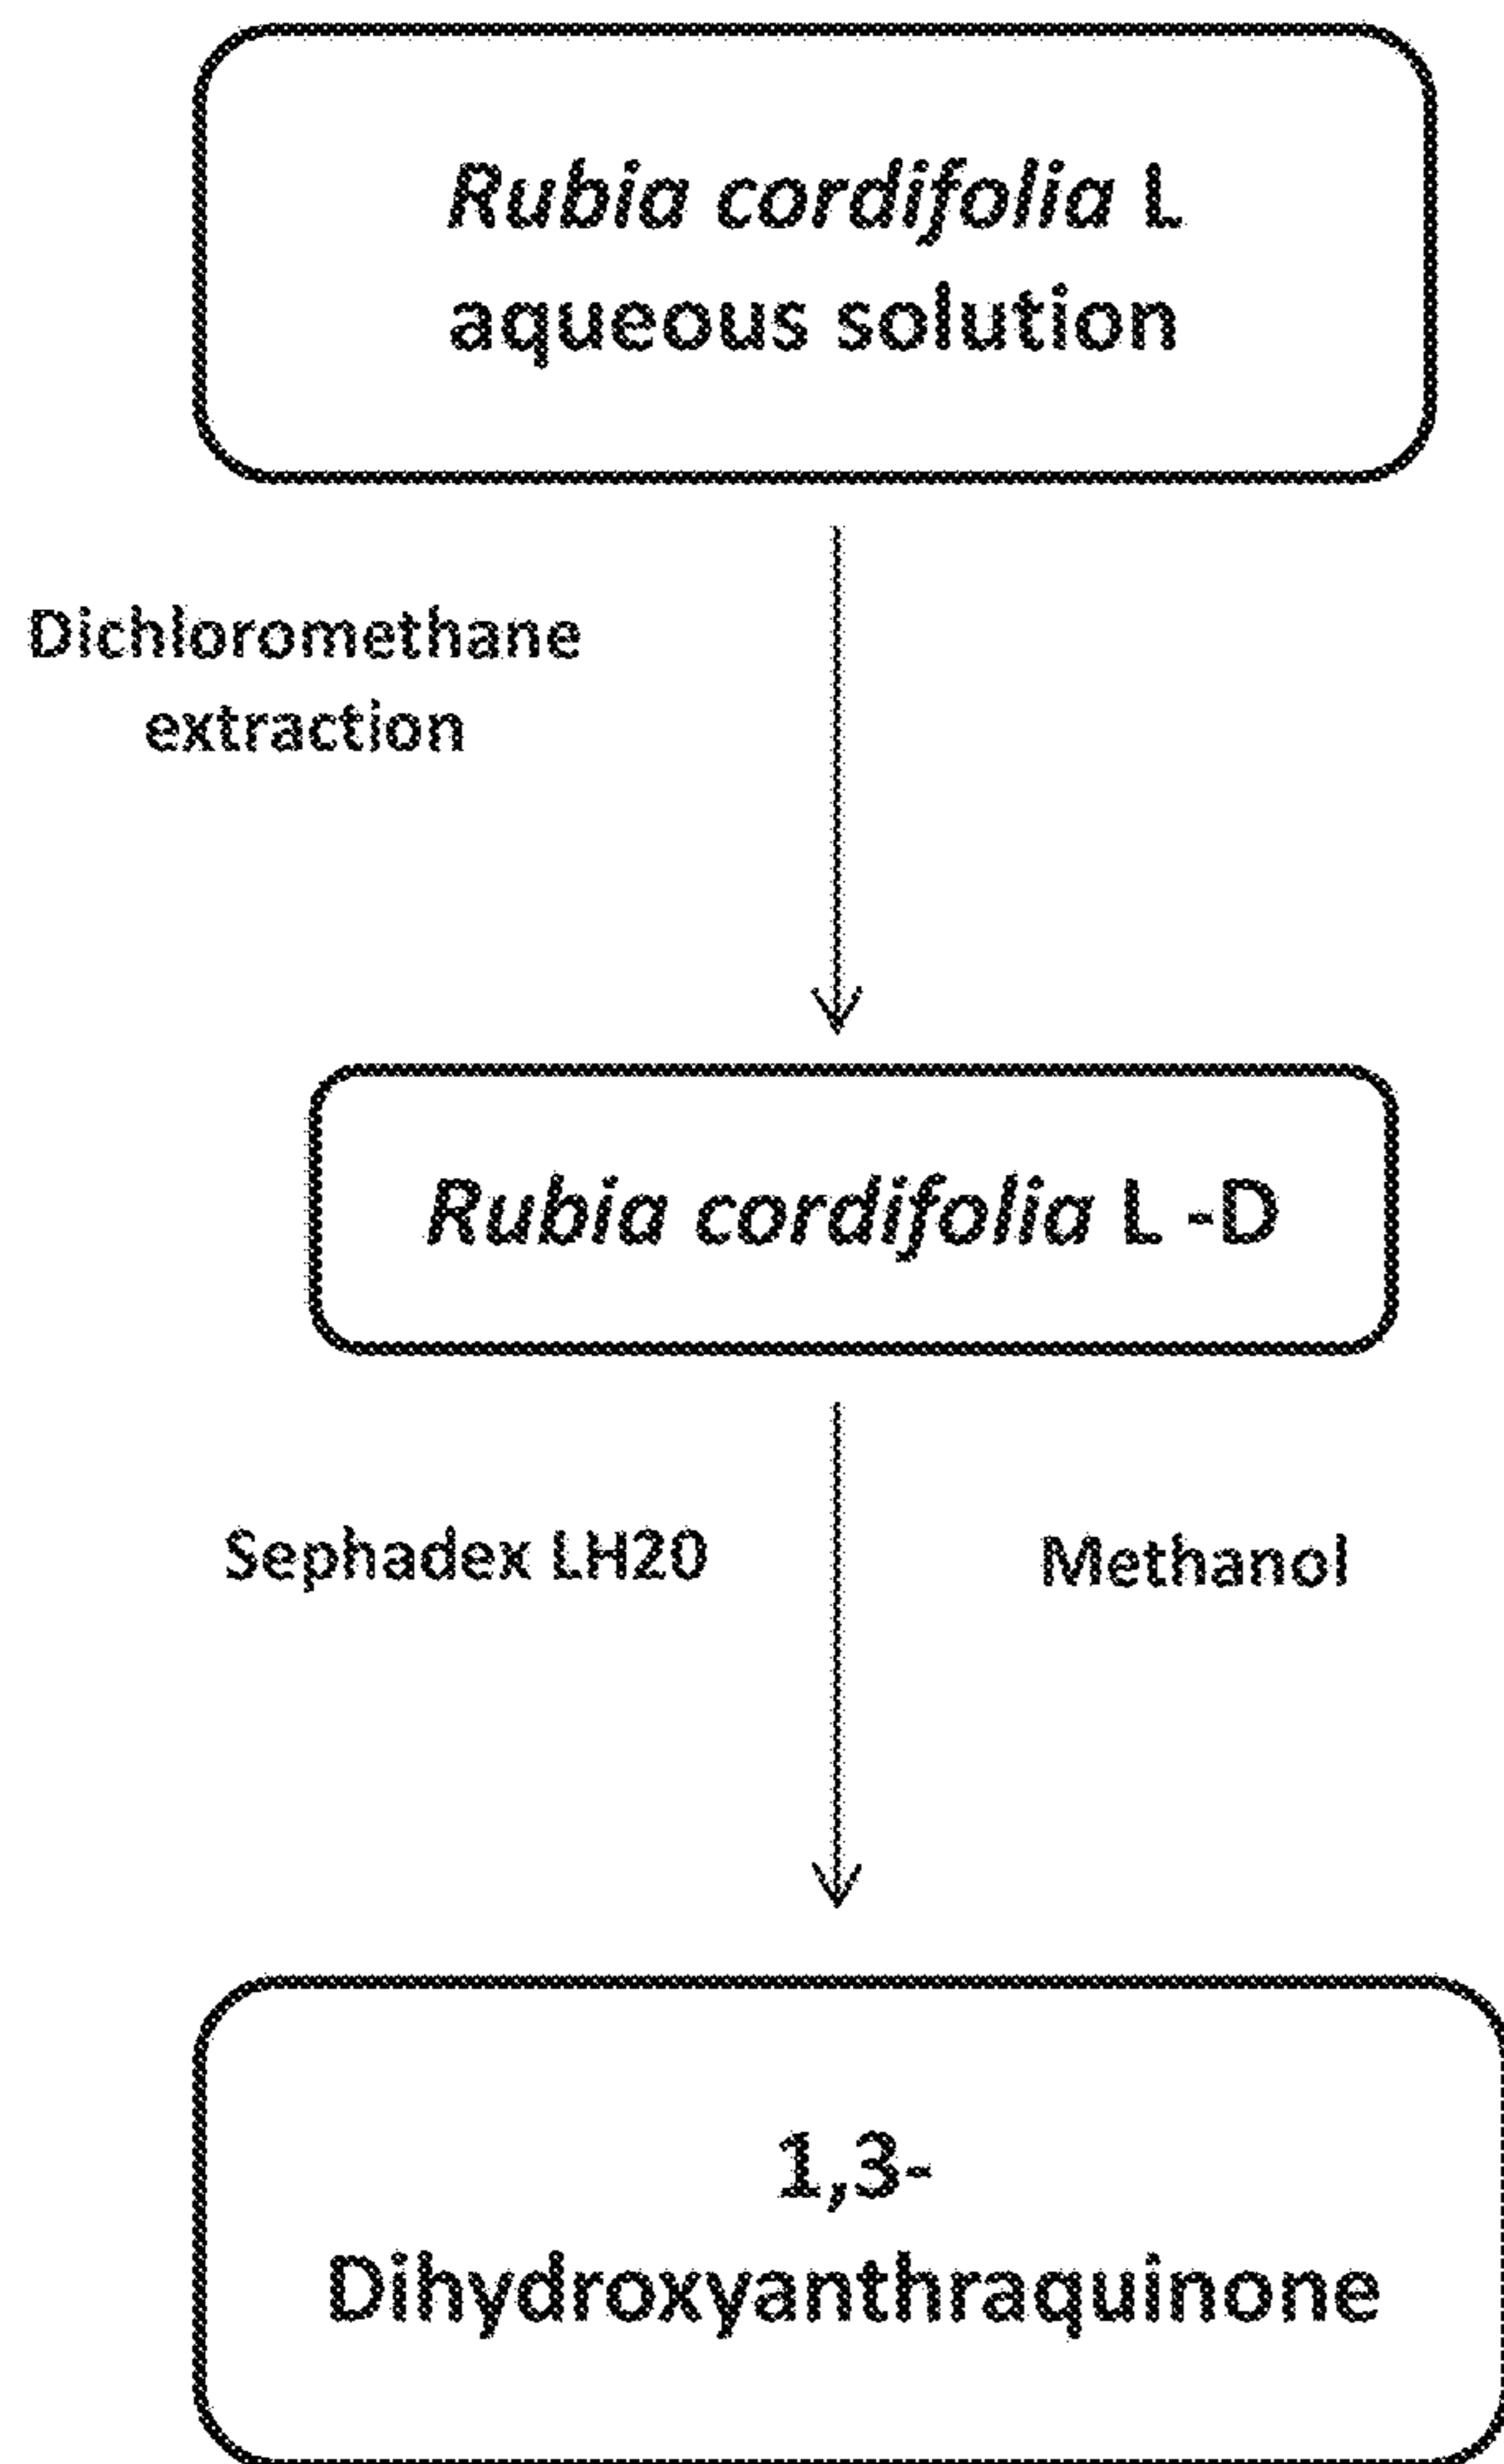 Rubia cordifolia L
aqueous solution
Dichloromethane
extraction
Rubia cordifolia L -D
Sephadex LH20
Methanol
1,3-
Dihydroxyanthraquinone